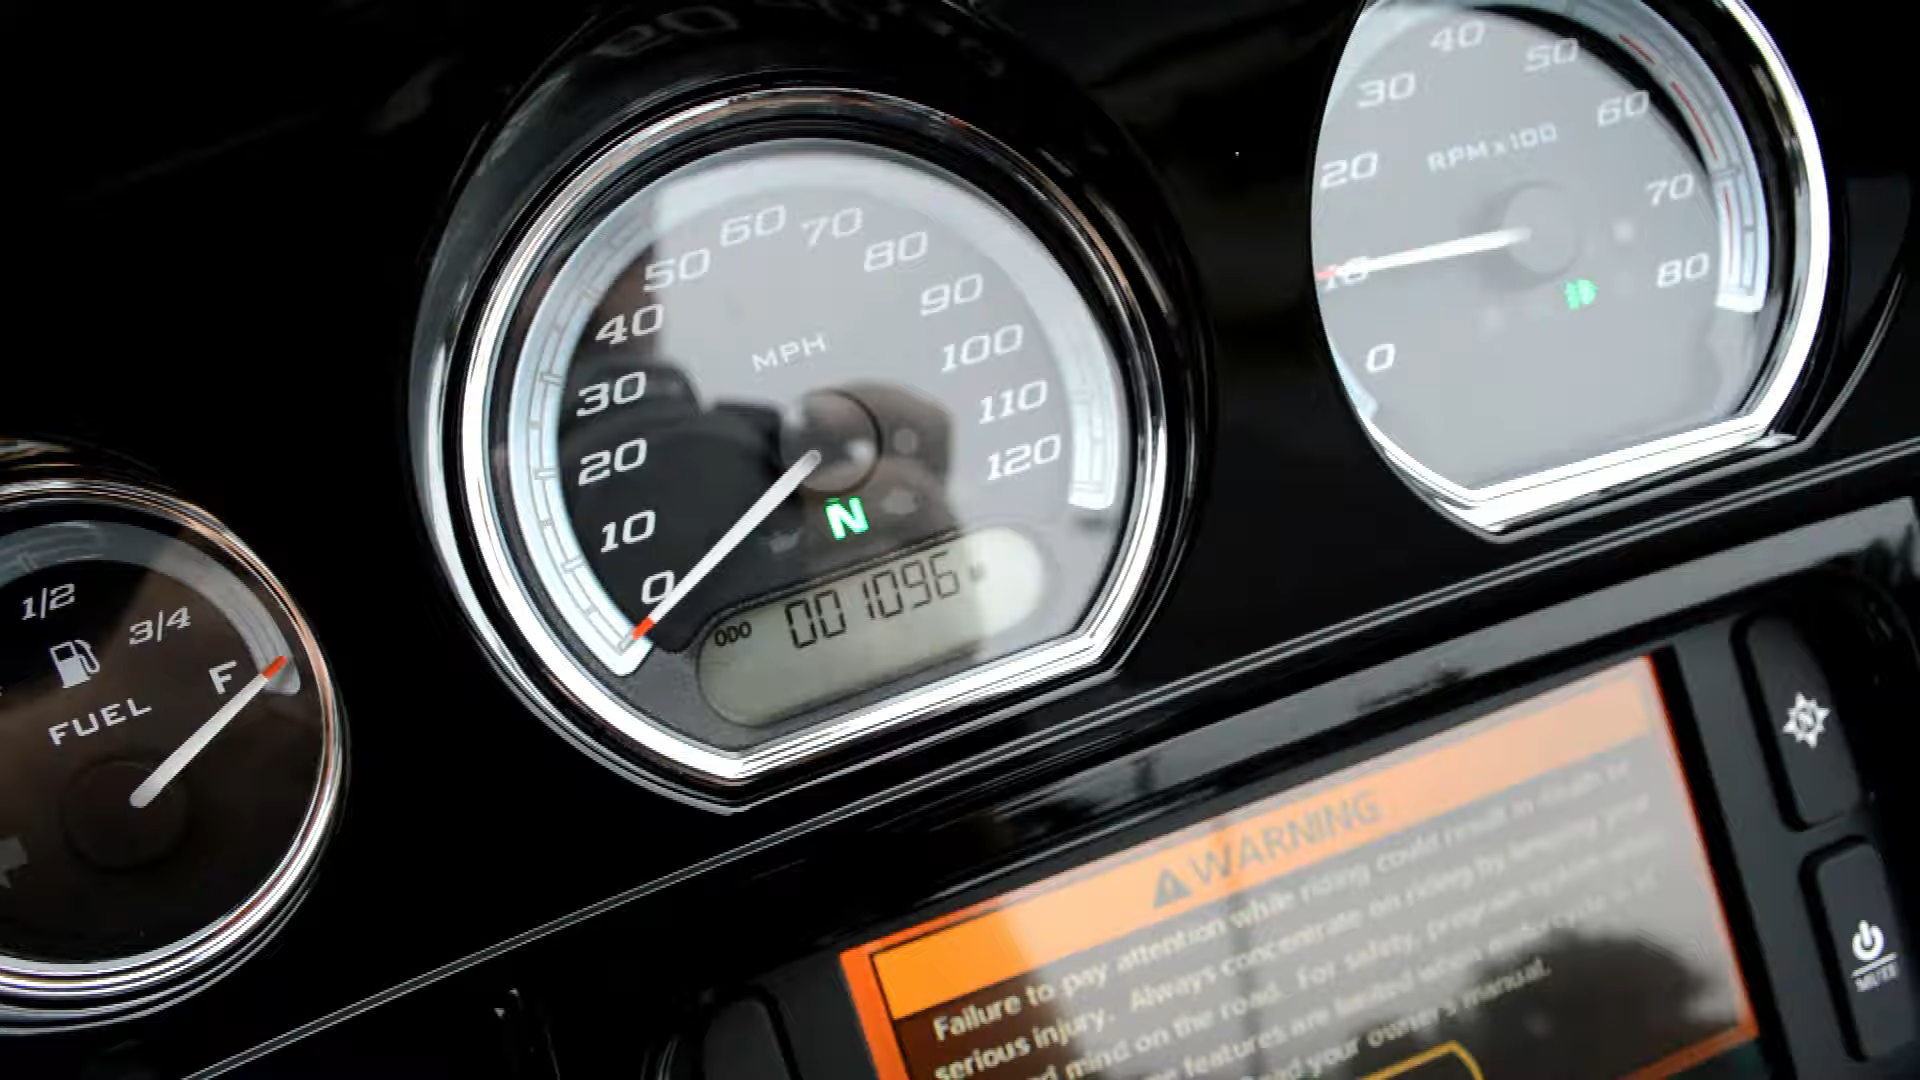 1/2
3/4
F
FUEL
0
10
20
30
40
50
60
70
80
90
100
110
120
MPH
N
ODO 001096
0
10
20
30
40
50
60
70
80
RPM x 100
WARNING
Failure to pay attention while riding could result in death or
serious injury. Always concentrate on riding by keeping your
mind on the road. For safety, program system when
features are limited when motorcycle is in
your owner's manual.
N
MUTE